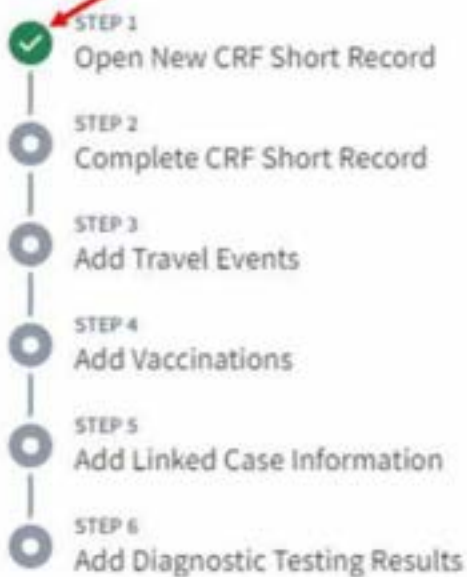 STEP 1
Open New CRF Short Record
STEP 2
Complete CRF Short Record
STEP 3
Add Travel Events
STEP 4
Add Vaccinations
STEP 5
Add Linked Case Information
STEP 6
Add Diagnostic Testing Results